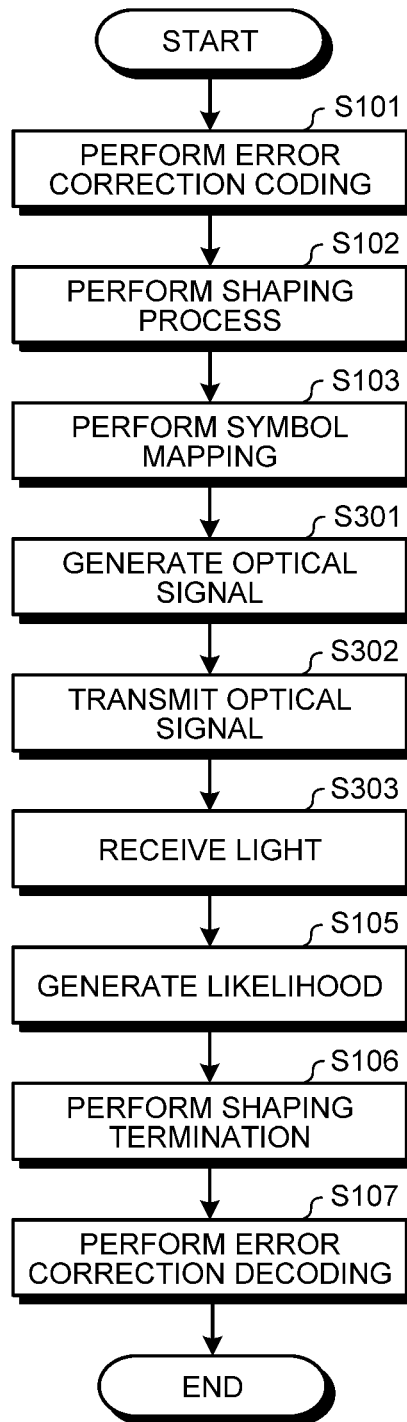 START
S101
PERFORM ERROR
CORRECTION CODING
S102
PERFORM SHAPING
PROCESS
S103
PERFORM SYMBOL
MAPPING
S301
GENERATE OPTICAL
SIGNAL
S302
TRANSMIT OPTICAL
SIGNAL
S303
RECEIVE LIGHT
S105
GENERATE LIKELIHOOD
S106
PERFORM SHAPING
TERMINATION
S107
PERFORM ERROR
CORRECTION DECODING
END